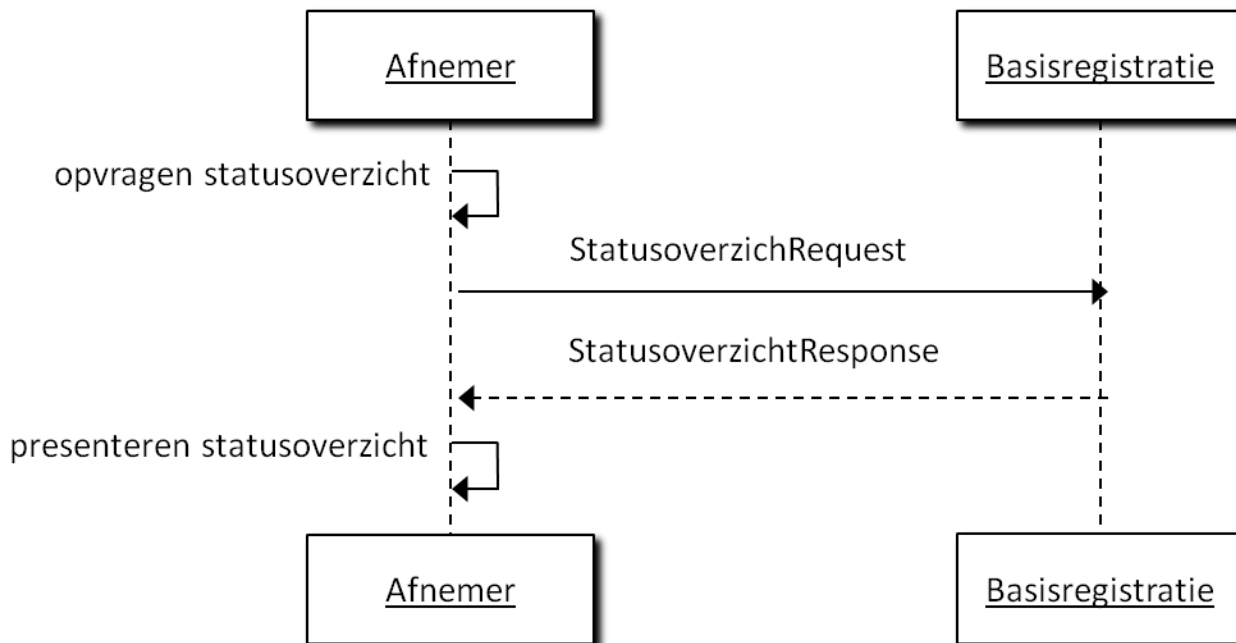 Afnemer
Basisregistratie
opvragen statusoverzicht
StatusoverzichRequest
StatusoverzichtResponse
presenteren statusoverzicht
Afnemer
Basisregistratie